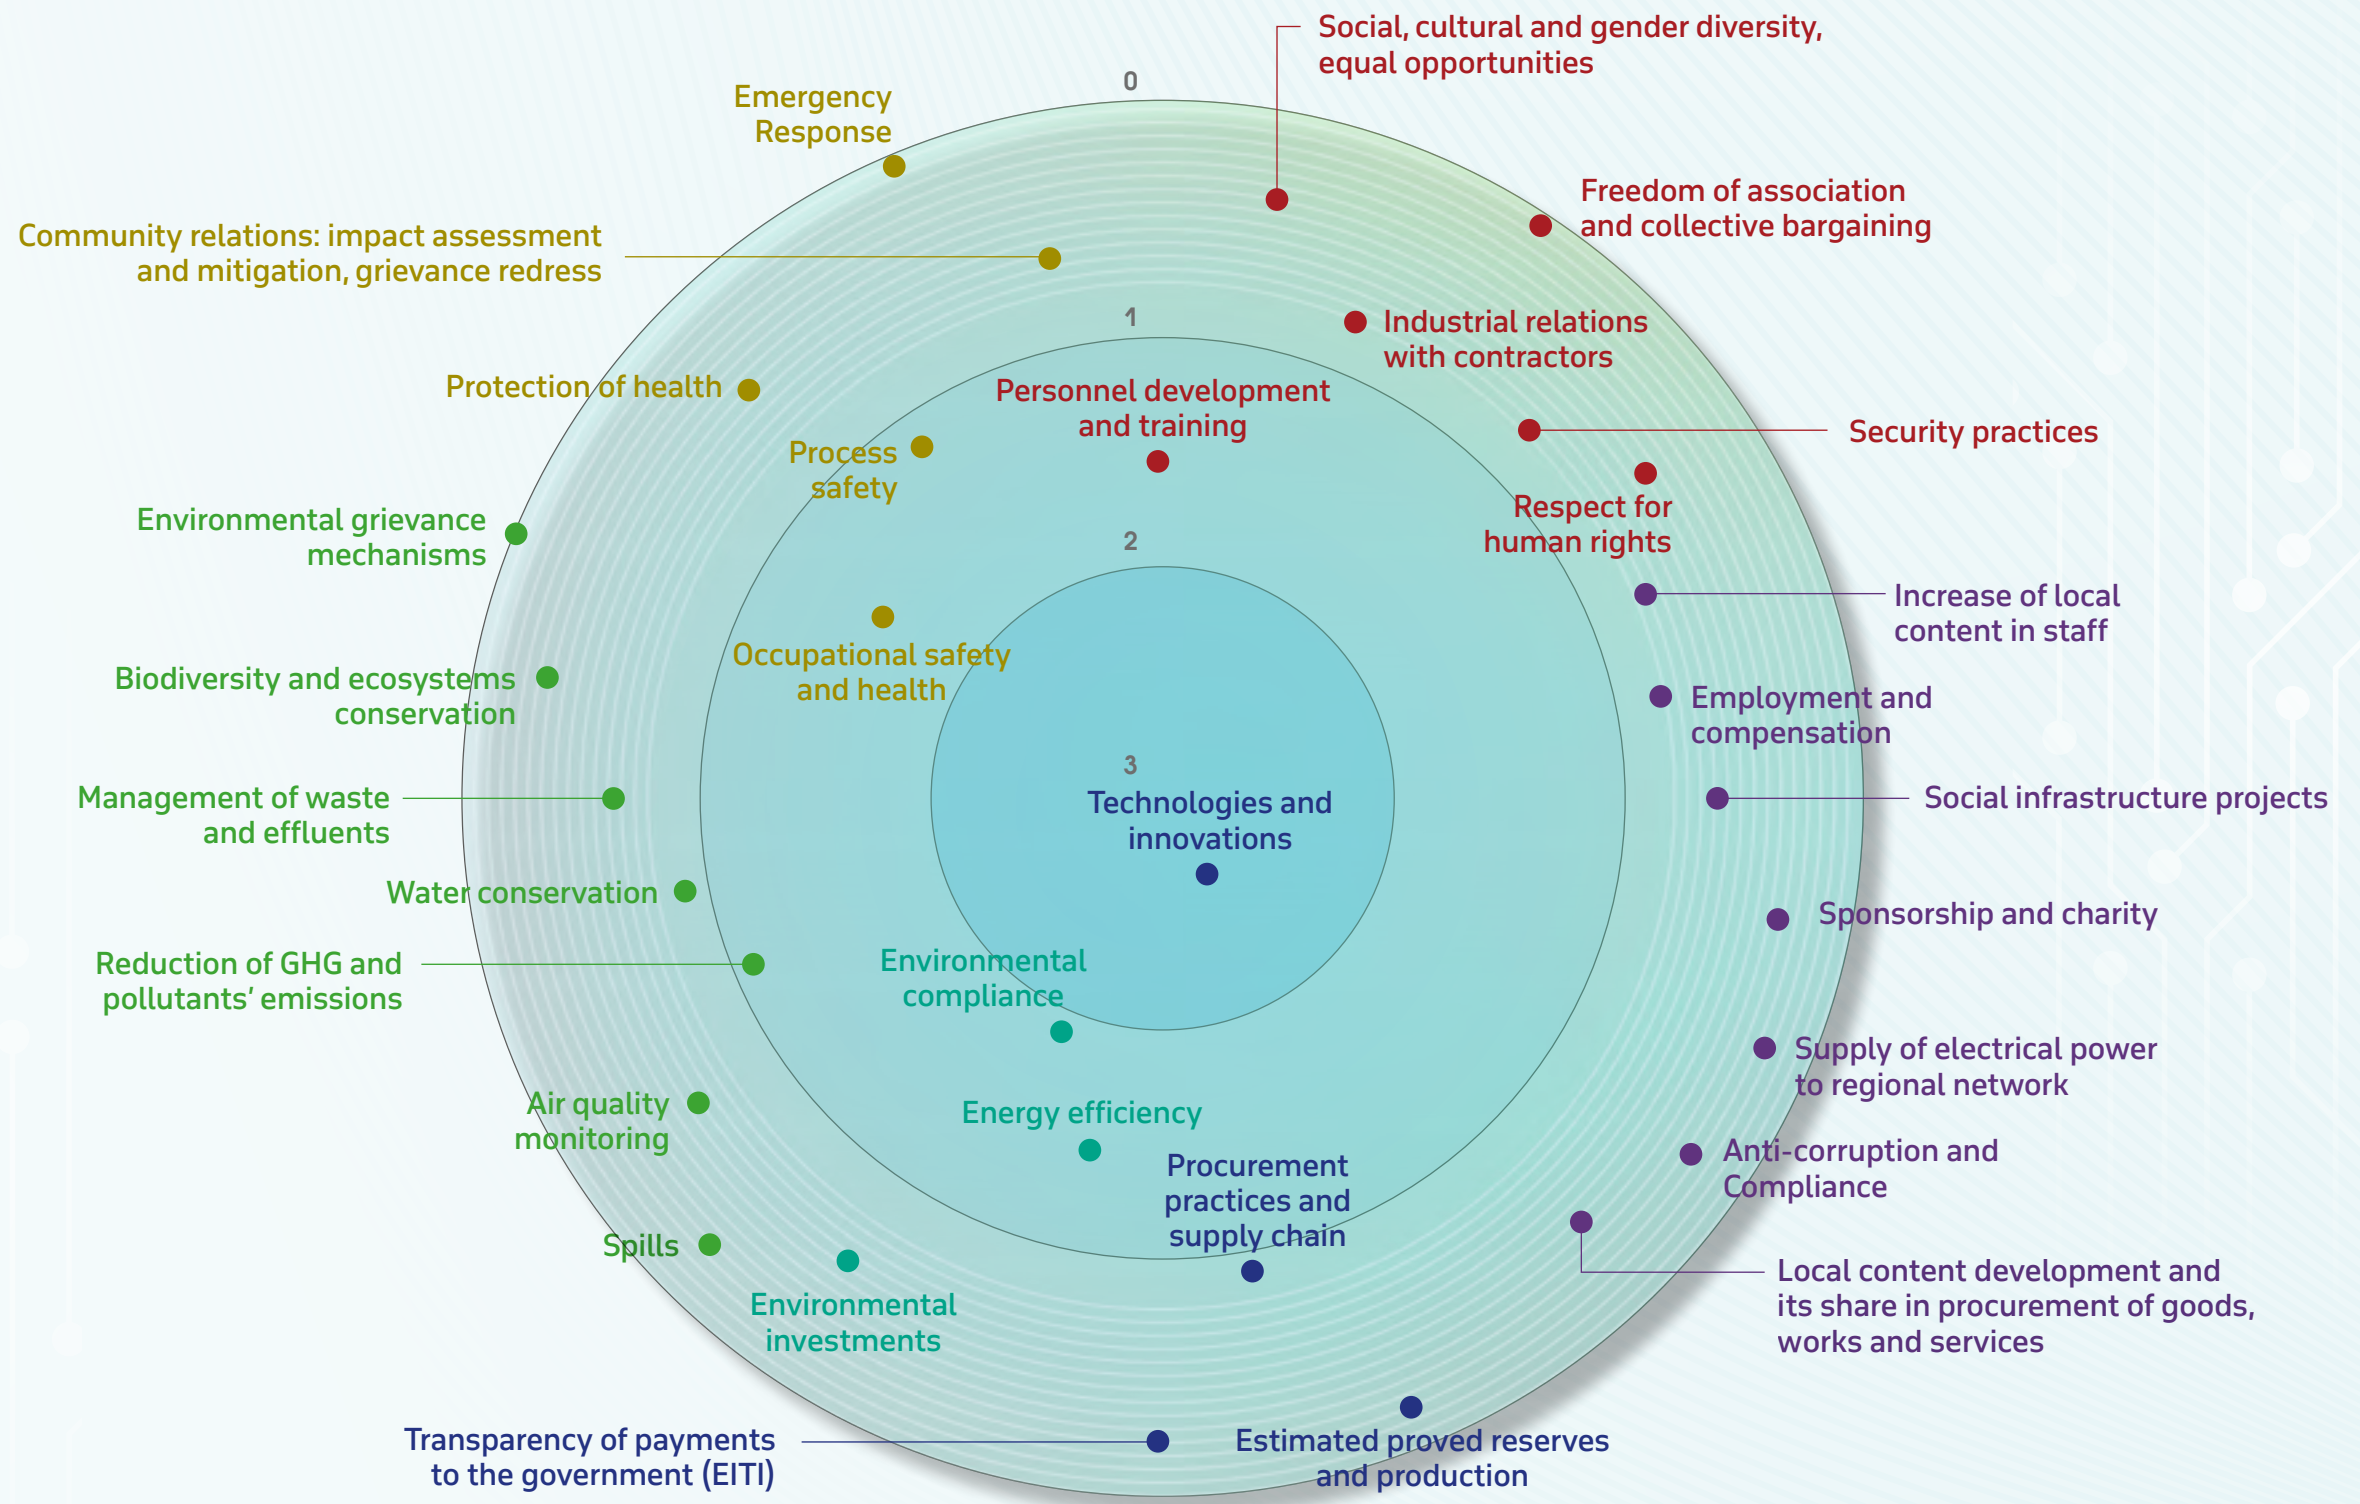 Social, cultural and gender diversity,
equal opportunities
0
Emergency
Response
Freedom of association
and collective bargaining
Community relations: impact assessment
and mitigation, grievance redress
1
Industrial relations
with contractors
Protection of health
Personnel development
and training
Process
safety
Security practices
Respect for
human rights
Environmental grievance
mechanisms
2
Increase of local
content in staff
Occupational safety
and health
Biodiversity and ecosystems
conservation
Employment and
compensation
3
Technologies and
innovations
Management of waste
and effluents
Social infrastructure projects
Water conservation
Sponsorship and charity
Reduction of GHG and
pollutants' emissions
Environmental
compliance
Supply of electrical power
to regional network
Air quality
monitoring
Energy efficiency
Procurement
practices and
supply chain
Anti-corruption and
Compliance
Spills
Environmental
investments
Local content development and
its share in procurement of goods,
works and services
Transparency of payments
to the government (EITI)
Estimated proved reserves
and production